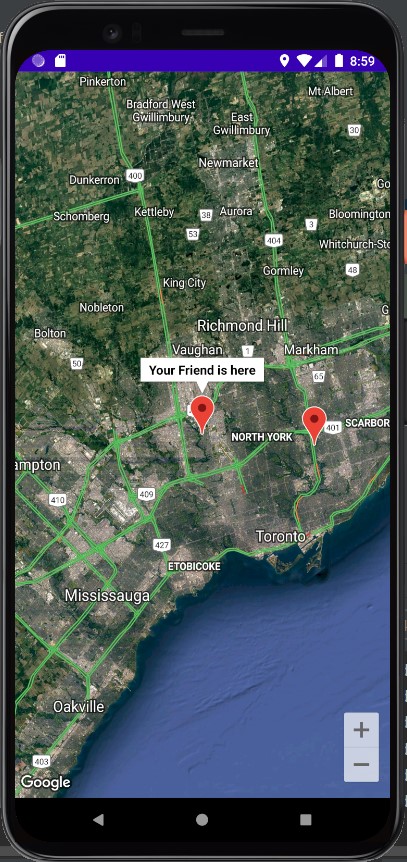 8:59
Pinkerton
Mt Albert
Bradford West
Gwillimbury
East
Gwillimbury
30
Newmarket
400
Dunkerron
Schomberg
Kettleby
38
Aurora
3
Bloomington
53
404
Whitchurch-Sto
Gormley
48
King City
Nobleton
Richmond Hill
Bolton
Vaughan
1
Markham
50
Your Friend is here
65
401
SCARBOR
NORTH YORK
ampton
410
409
427
Toronto
ETOBICOKE
Mississauga
Oakville
403
Google
+
−